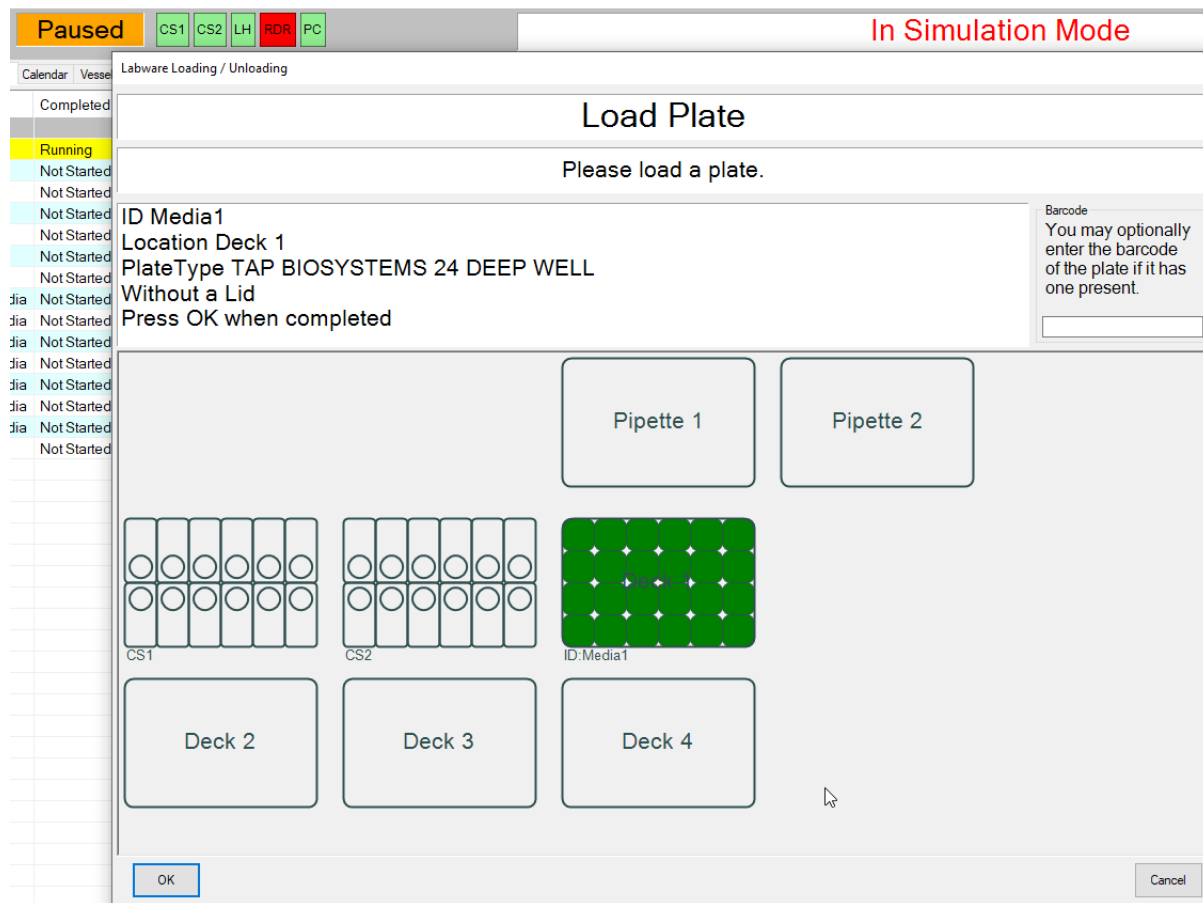 Paused
CS1 CS2 LH RDR PC
In Simulation Mode
Calendar
Labware Loading / Unloading
Completed
Load Plate
Running
Please load a plate.
Not Started
Not Started
Not Started
Not Started
Not Started
Not Started
Not Started
Not Started
Not Started
Not Started
Not Started
Not Started
Not Started
Not Started
ID Media1
Location Deck 1
PlateType TAP BIOSYSTEMS 24 DEEP WELL
Without a Lid
Press OK when completed
Barcode
You may optionally
enter the barcode
of the plate if it has
one present.
Pipette 1
Pipette 2
CS1
CS2
ID:Media1
Deck 2
Deck 3
Deck 4
OK
Cancel